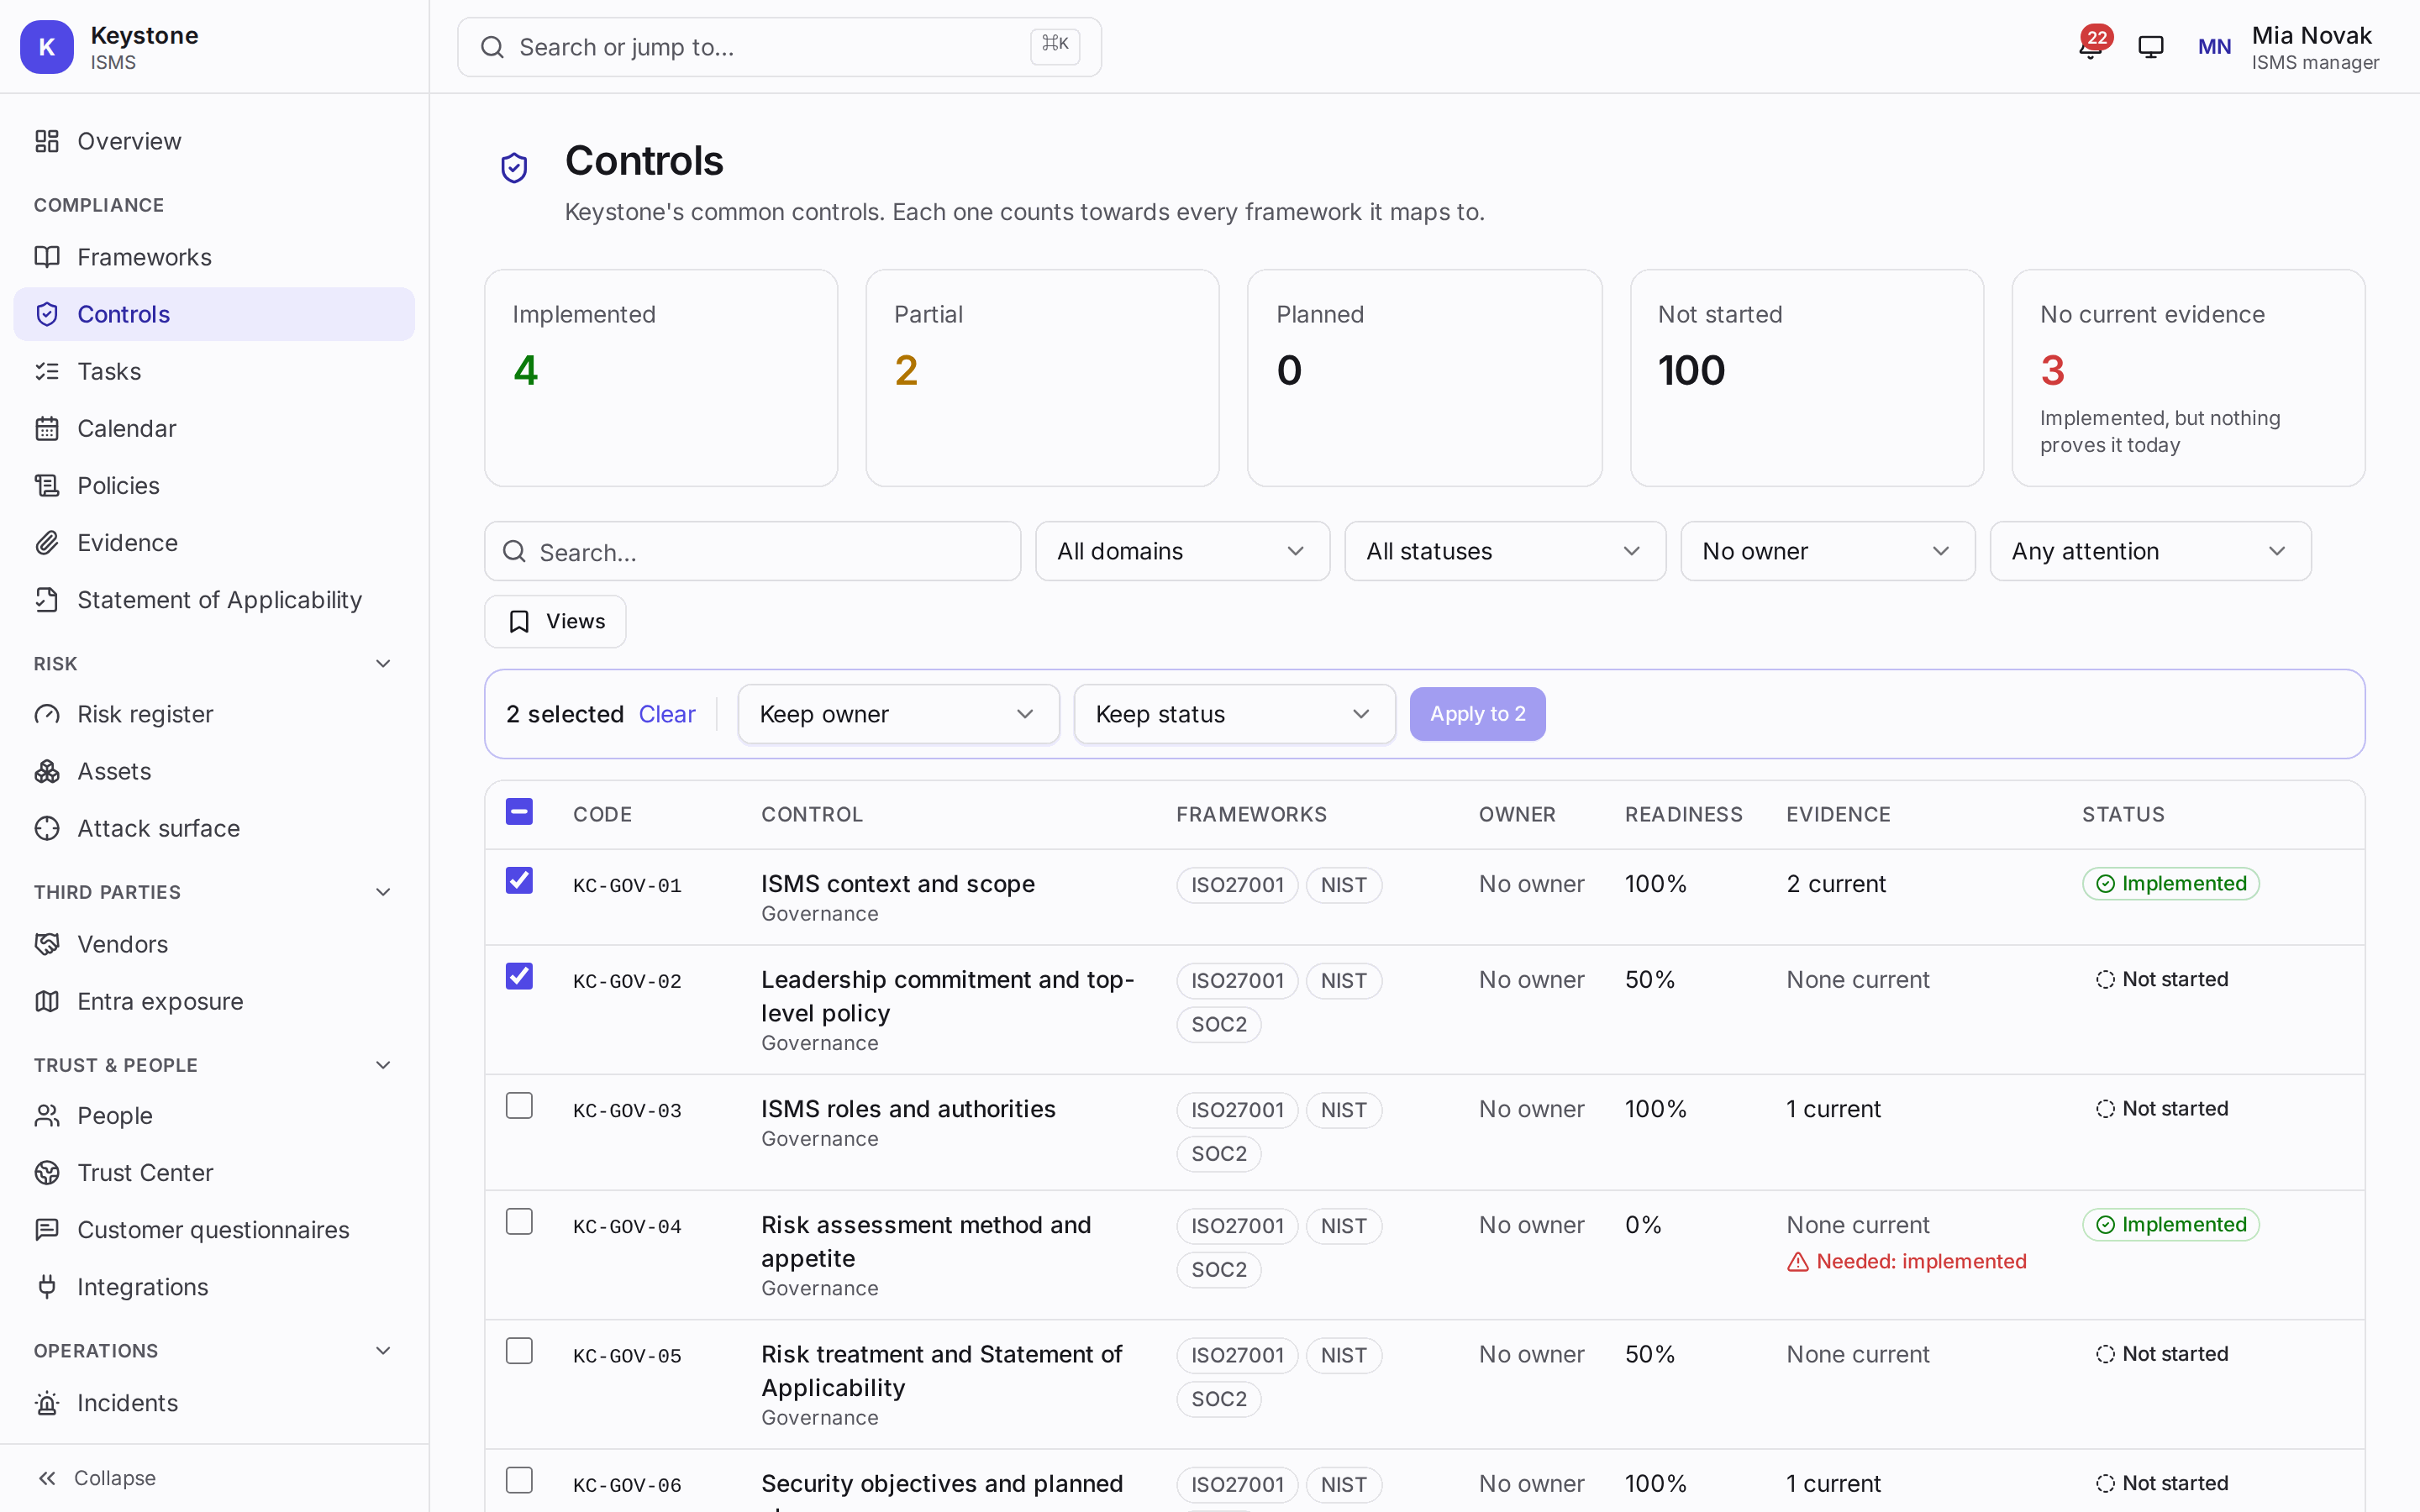 K
Keystone
ISMS
Search or jump to...
⌘K
22
MN
Mia Novak
ISMS manager
Overview
COMPLIANCE
Frameworks
Controls
Tasks
Calendar
Policies
Evidence
Statement of Applicability
RISK
Risk register
Assets
Attack surface
THIRD PARTIES
Vendors
Entra exposure
TRUST & PEOPLE
People
Trust Center
Customer questionnaires
Integrations
OPERATIONS
Incidents
Collapse
Controls
Keystone's common controls. Each one counts towards every framework it maps to.
Implemented
4
Partial
2
Planned
0
Not started
100
No current evidence
3
Implemented, but nothing
proves it today
Search...
All domains
All statuses
No owner
Any attention
Views
2 selected Clear
Keep owner
Keep status
Apply to 2
CODE CONTROL FRAMEWORKS OWNER READINESS EVIDENCE STATUS
KC-GOV-01 ISMS context and scope ISO27001 NIST No owner 100% 2 current Implemented
Governance
KC-GOV-02 Leadership commitment and top- ISO27001 NIST No owner 50% None current Not started
level policy SOC2
Governance
KC-GOV-03 ISMS roles and authorities ISO27001 NIST No owner 100% 1 current Not started
Governance SOC2
KC-GOV-04 Risk assessment method and ISO27001 NIST No owner 0% None current Implemented
appetite SOC2 Needed: implemented
Governance
KC-GOV-05 Risk treatment and Statement of ISO27001 NIST No owner 50% None current Not started
Applicability SOC2
Governance
KC-GOV-06 Security objectives and planned ISO27001 NIST No owner 100% 1 current Not started